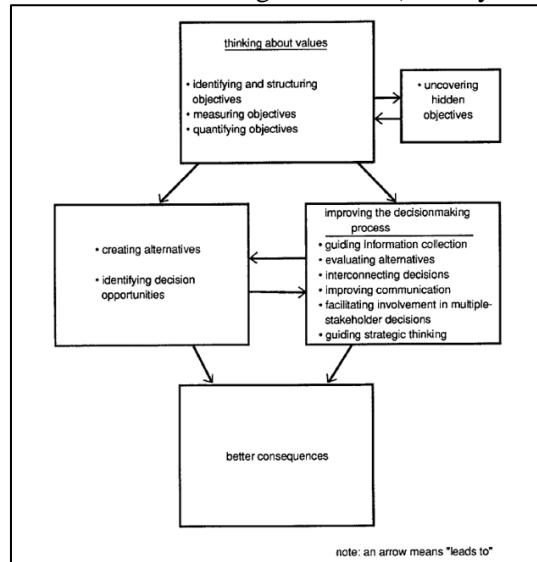 thinking about values
• identifying and structuring
objectives
• measuring objectives
• quantifying objectives
• uncovering
hidden
objectives
• creating alternatives
• identifying decision
opportunities
improving the decisionmaking
process
• guiding information collection
• evaluating alternatives
• interconnecting decisions
• improving communication
• facilitating involvement in multiple-
stakeholder decisions
• guiding strategic thinking
better consequences
note: an arrow means "leads to"